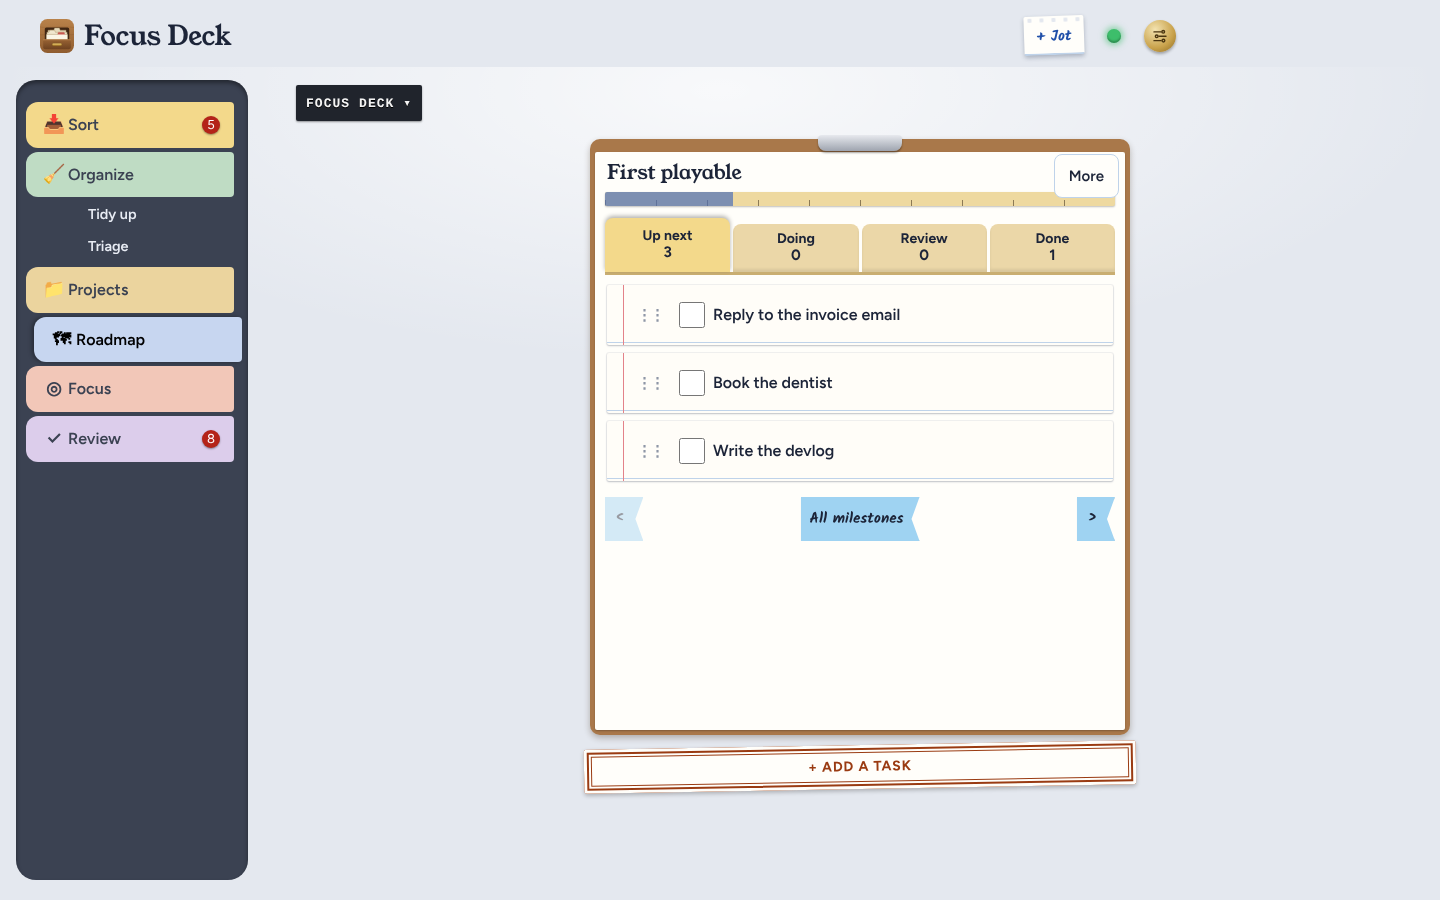 Focus Deck
+ Jot
Sort
5
Organize
Tidy up
Triage
Projects
Roadmap
Focus
Review
8
FOCUS DECK ▾
First playable
More
Up next
3
Doing
0
Review
0
Done
1
Reply to the invoice email
Book the dentist
Write the devlog
<
All milestones
>
+ ADD A TASK